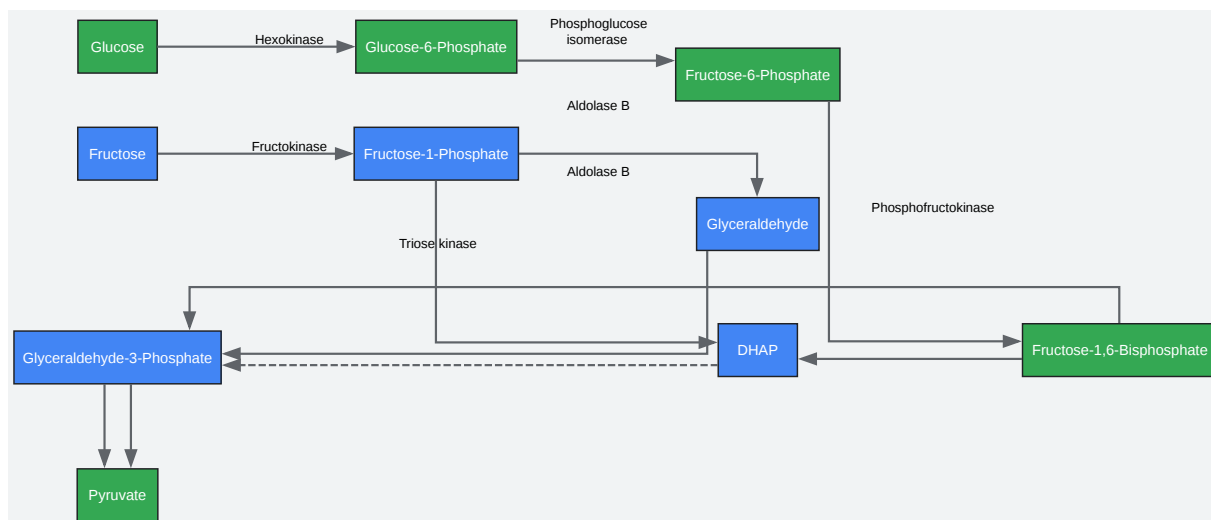 Glucose
Hexokinase
Glucose-6-Phosphate
Phosphoglucose
isomerase
Fructose-6-Phosphate
Aldolase B
Fructose
Fructokinase
Fructose-1-Phosphate
Aldolase B
Glyceraldehyde
Phosphofructokinase
Triose kinase
Glyceraldehyde-3-Phosphate
DHAP
Fructose-1,6-Bisphosphate
Pyruvate